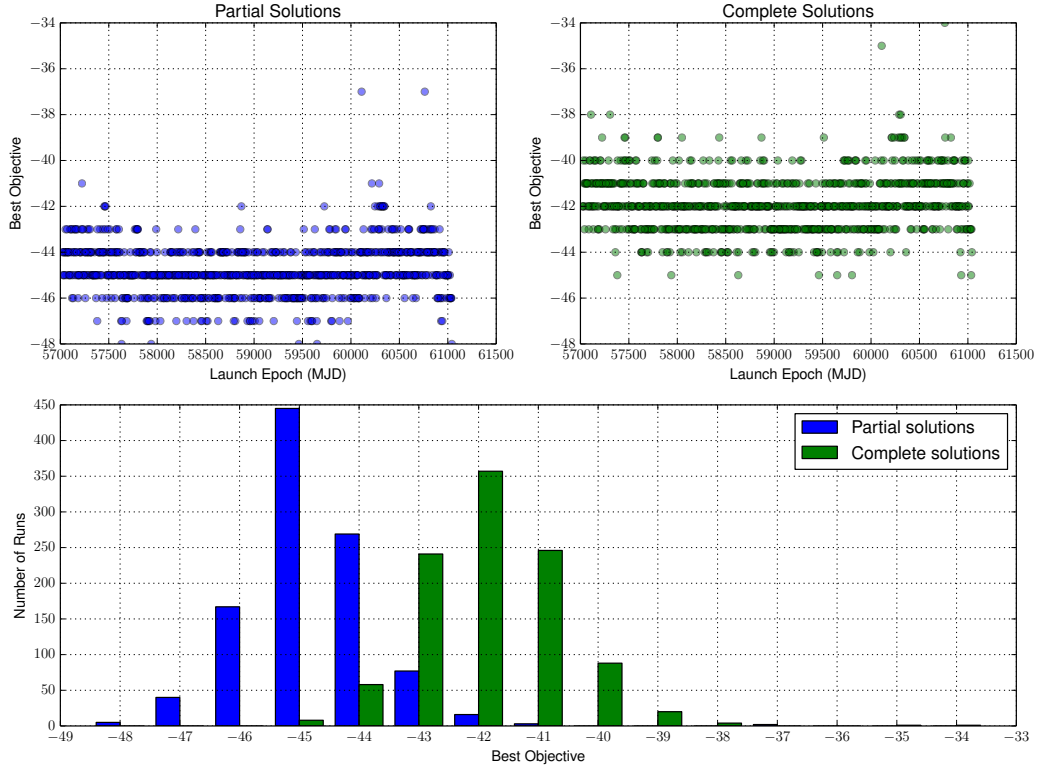 Partial Solutions
−34
−36
−38
−40
−42
−44
−46
−48
Best Objective
57000 57500 58000 58500 59000 59500 60000 60500 61000 61500
Launch Epoch (MJD)
Complete Solutions
−34
−36
−38
−40
−42
−44
−46
−48
Best Objective
57000 57500 58000 58500 59000 59500 60000 60500 61000 61500
Launch Epoch (MJD)
450
400
350
300
250
200
150
100
50
0
Number of Runs
Partial solutions
Complete solutions
−49 −48 −47 −46 −45 −44 −43 −42 −41 −40 −39 −38 −37 −36 −35 −34 −33
Best Objective